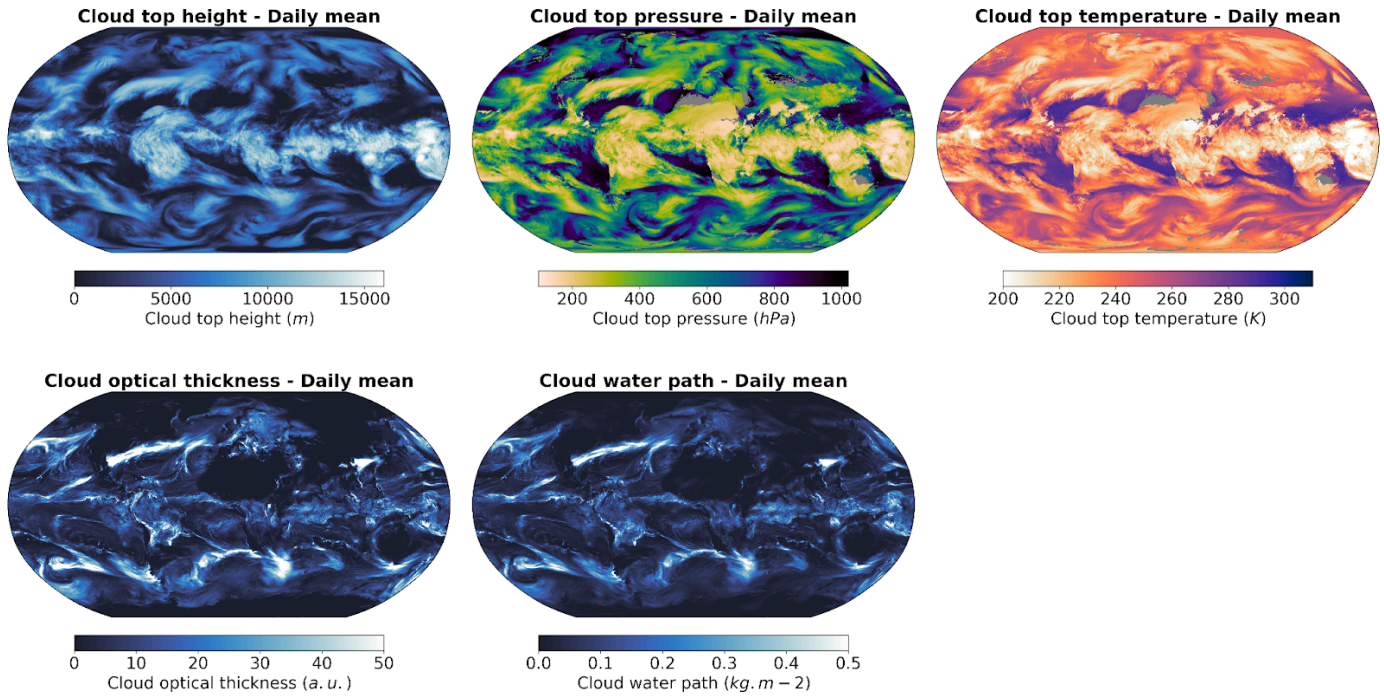 Cloud top height - Daily mean
Cloud top pressure - Daily mean
Cloud top temperature - Daily mean
0 5000 10000 15000
Cloud top height (m)
200 400 600 800 1000
Cloud top pressure (hPa)
200 220 240 260 280 300
Cloud top temperature (K)
Cloud optical thickness - Daily mean
Cloud water path - Daily mean
0 10 20 30 40 50
Cloud optical thickness (a.u.)
0.0 0.1 0.2 0.3 0.4 0.5
Cloud water path (kg.m − 2)